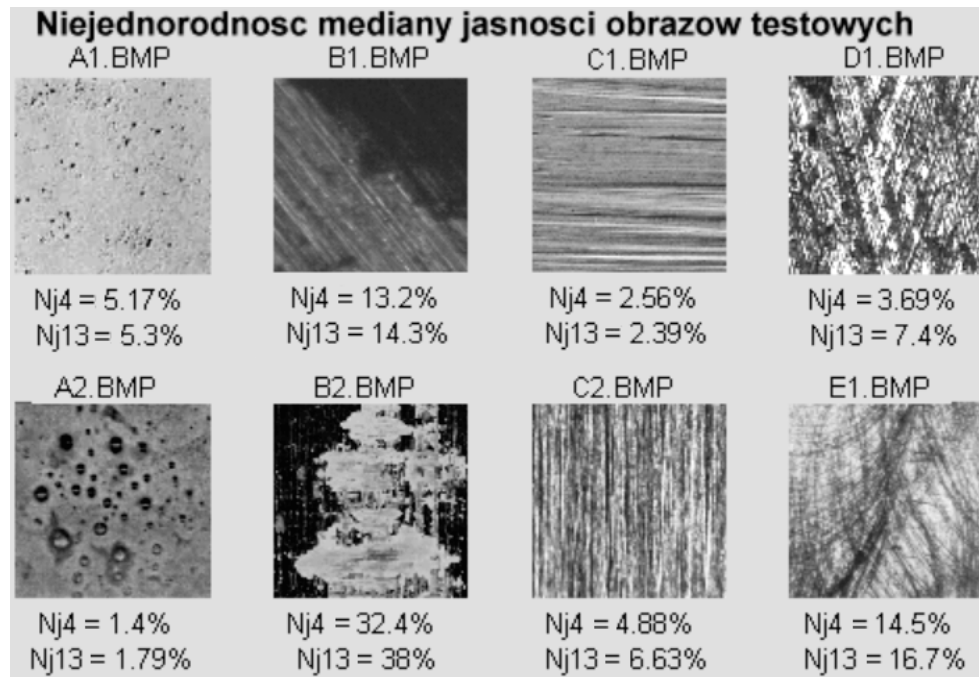 Niejednorodnosc mediany jasnosci obrazow testowych
A1.BMP B1.BMP C1.BMP D1.BMP
Nj4 = 5.17% Nj4 = 13.2% Nj4 = 2.56% Nj4 = 3.69%
Nj13 = 5.3% Nj13 = 14.3% Nj13 = 2.39% Nj13 = 7.4%
A2.BMP B2.BMP C2.BMP E1.BMP
Nj4 = 1.4% Nj4 = 32.4% Nj4 = 4.88% Nj4 = 14.5%
Nj13 = 1.79% Nj13 = 38% Nj13 = 6.63% Nj13 = 16.7%